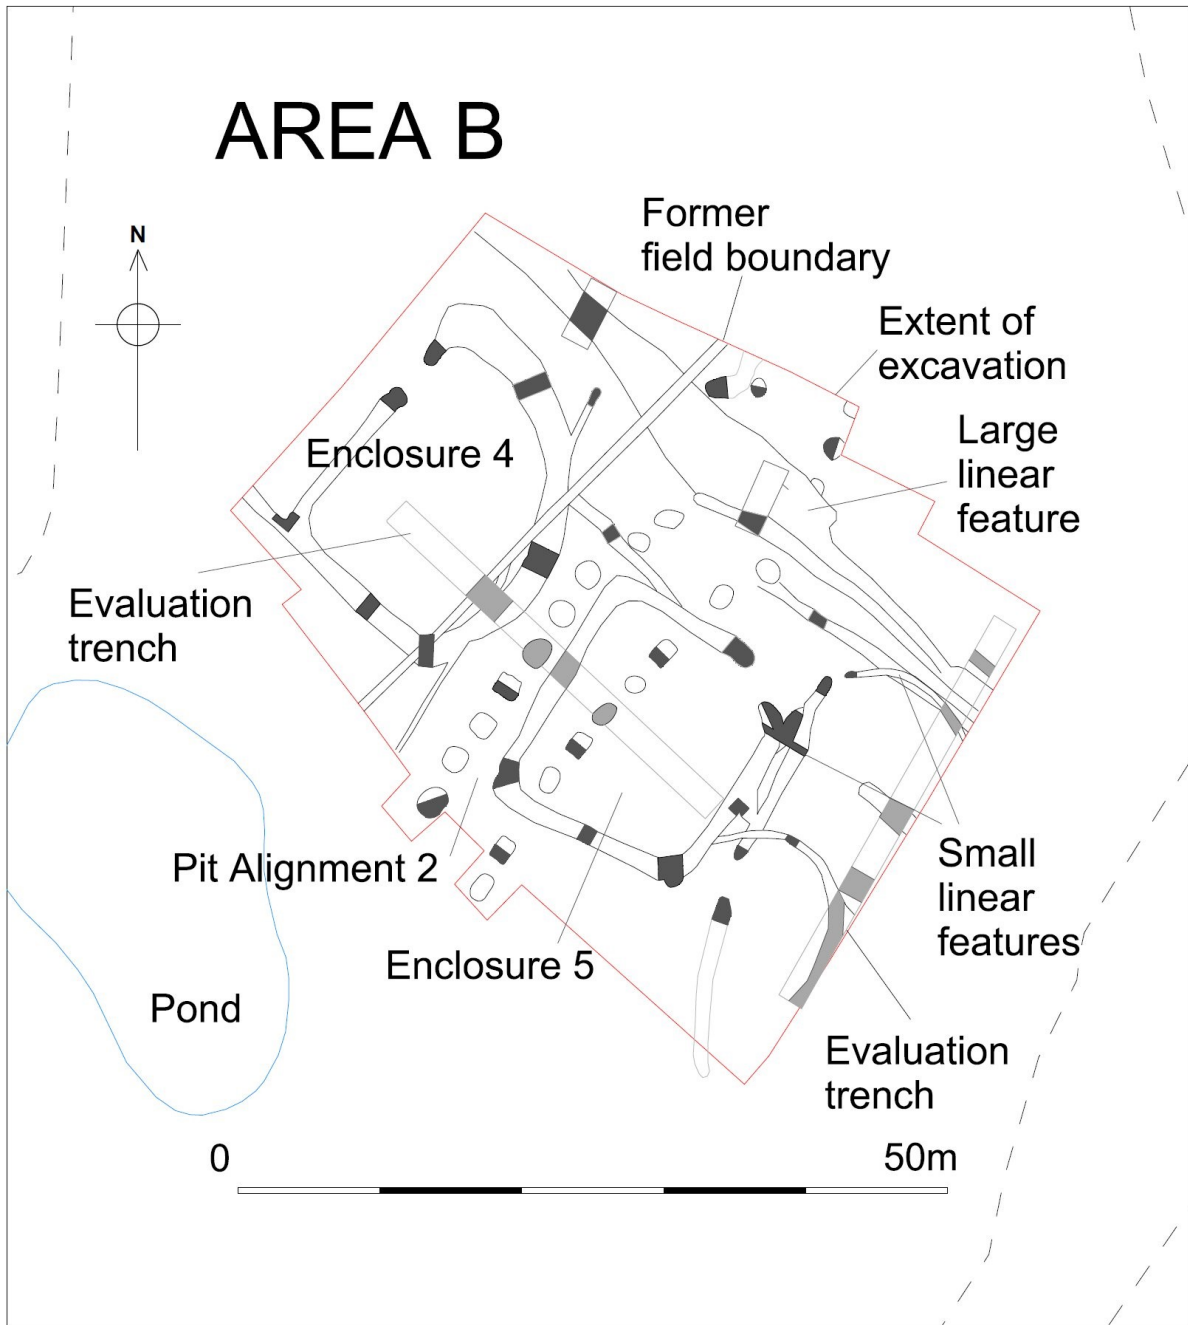 AREA B
N
Former
field boundary
Extent of
excavation
Large
linear
feature
Enclosure 4
Evaluation
trench
Pit Alignment 2
Small
linear
features
Enclosure 5
Pond
Evaluation
trench
0
50m